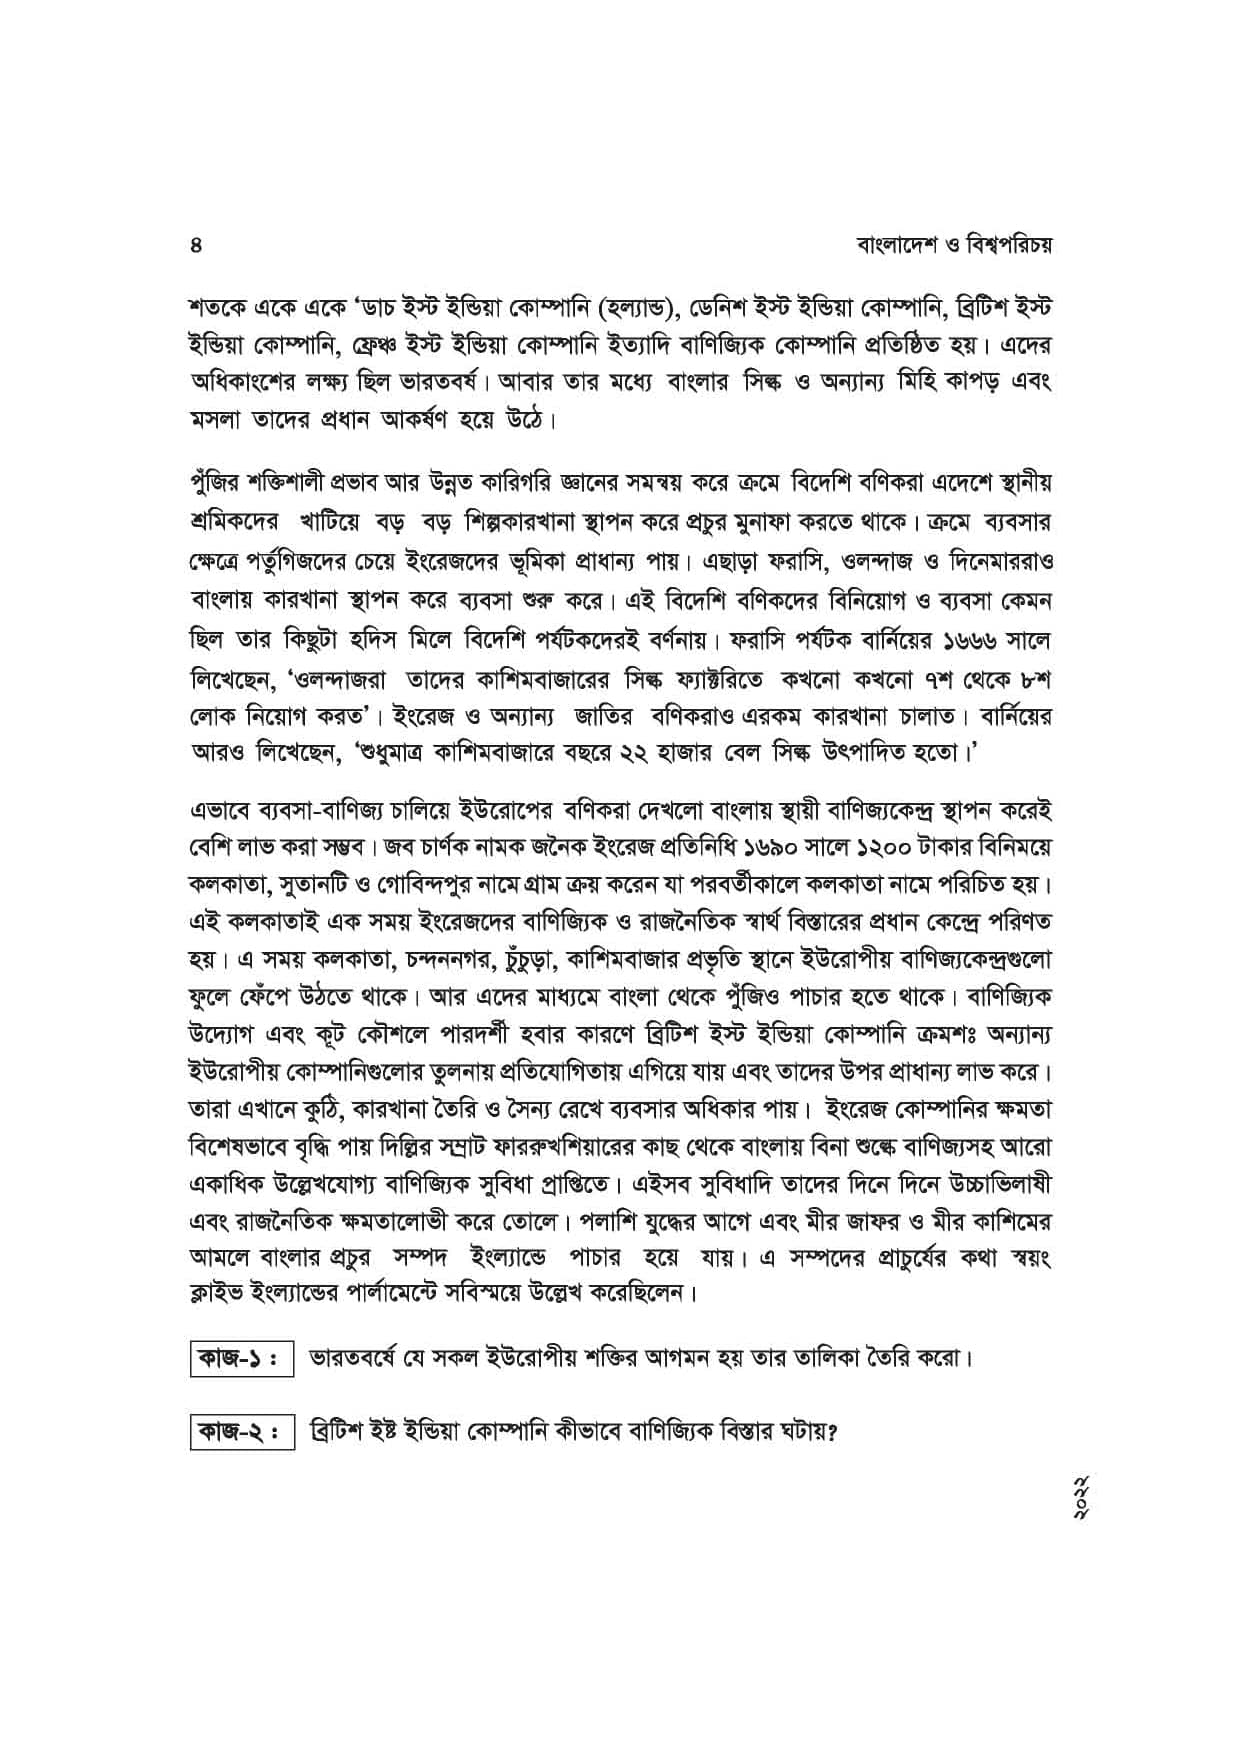 ৪ বাংলাদেশ ও বিশ্বপরিচয়
শতকে একে একে ‘ডাচ ইস্ট ইন্ডিয়া কোম্পানি (হল্যান্ড), ডেনিশ ইস্ট ইন্ডিয়া কোম্পানি, ব্রিটিশ ইস্ট
ইন্ডিয়া কোম্পানি, ফ্রেঞ্চ ইস্ট ইন্ডিয়া কোম্পানি ইত্যাদি বাণিজ্যিক কোম্পানি প্রতিষ্ঠিত হয়। এদের
অধিকাংশের লক্ষ্য ছিল ভারতবর্ষ। আবার তার মধ্যে বাংলার সিল্ক ও অন্যান্য মিহি কাপড় এবং
মসলা তাদের প্রধান আকর্ষণ হয়ে উঠে।
পুঁজির শক্তিশালী প্রভাব আর উন্নত কারিগরি জ্ঞানের সমন্বয় করে ক্রমে বিদেশি বণিকরা এদেশে স্থানীয়
শ্রমিকদের খাটিয়ে বড় বড় শিল্পকারখানা স্থাপন করে প্রচুর মুনাফা করতে থাকে। ক্রমে ব্যবসার
ক্ষেত্রে পর্তুগিজদের চেয়ে ইংরেজদের ভূমিকা প্রাধান্য পায়। এছাড়া ফরাসি, ওলন্দাজ ও দিনেমাররাও
বাংলায় কারখানা স্থাপন করে ব্যবসা শুরু করে। এই বিদেশি বণিকদের বিনিয়োগ ও ব্যবসা কেমন
ছিল তার কিছুটা হদিস মিলে বিদেশি পর্যটকদেরই বর্ণনায়। ফরাসি পর্যটক বার্নিয়ের ১৬৬৬ সালে
লিখেছেন, ‘ওলন্দাজরা তাদের কাশিমবাজারের সিল্ক ফ্যাক্টরিতে কখনো কখনো ৭শ থেকে ৮শ
লোক নিয়োগ করত’। ইংরেজ ও অন্যান্য জাতির বণিকরাও এরকম কারখানা চালাত। বার্নিয়ের
আরও লিখেছেন, ‘শুধুমাত্র কাশিমবাজারে বছরে ২২ হাজার বেল সিল্ক উৎপাদিত হতো।’
এভাবে ব্যবসা-বাণিজ্য চালিয়ে ইউরোপের বণিকরা দেখলো বাংলায় স্থায়ী বাণিজ্যকেন্দ্র স্থাপন করেই
বেশি লাভ করা সম্ভব। জব চার্ণক নামক জনৈক ইংরেজ প্রতিনিধি ১৬৯০ সালে ১২০০ টাকার বিনিময়ে
কলকাতা, সুতানটি ও গোবিন্দপুর নামে গ্রাম ক্রয় করেন যা পরবর্তীকালে কলকাতা নামে পরিচিত হয়।
এই কলকাতাই এক সময় ইংরেজদের বাণিজ্যিক ও রাজনৈতিক স্বার্থ বিস্তারের প্রধান কেন্দ্রে পরিণত
হয়। এ সময় কলকাতা, চন্দননগর, চুঁচুড়া, কাশিমবাজার প্রভৃতি স্থানে ইউরোপীয় বাণিজ্যকেন্দ্রগুলো
ফুলে ফেঁপে উঠতে থাকে। আর এদের মাধ্যমে বাংলা থেকে পুঁজিও পাচার হতে থাকে। বাণিজ্যিক
উদ্যোগ এবং কূট কৌশলে পারদর্শী হবার কারণে ব্রিটিশ ইস্ট ইন্ডিয়া কোম্পানি ক্রমশঃ অন্যান্য
ইউরোপীয় কোম্পানিগুলোর তুলনায় প্রতিযোগিতায় এগিয়ে যায় এবং তাদের উপর প্রাধান্য লাভ করে।
তারা এখানে কুঠি, কারখানা তৈরি ও সৈন্য রেখে ব্যবসার অধিকার পায়। ইংরেজ কোম্পানির ক্ষমতা
বিশেষভাবে বৃদ্ধি পায় দিল্লির সম্রাট ফাররুখশিয়ারের কাছ থেকে বাংলায় বিনা শুল্কে বাণিজ্যসহ আরো
একাধিক উল্লেখযোগ্য বাণিজ্যিক সুবিধা প্রাপ্তিতে। এইসব সুবিধাদি তাদের দিনে দিনে উচ্চাভিলাষী
এবং রাজনৈতিক ক্ষমতালোভী করে তোলে। পলাশি যুদ্ধের আগে এবং মীর জাফর ও মীর কাশিমের
আমলে বাংলার প্রচুর সম্পদ ইংল্যান্ডে পাচার হয়ে যায়। এ সম্পদের প্রাচুর্যের কথা স্বয়ং
ক্লাইভ ইংল্যান্ডের পার্লামেন্টে সবিস্ময়ে উল্লেখ করেছিলেন।
কাজ-১ : ভারতবর্ষে যে সকল ইউরোপীয় শক্তির আগমন হয় তার তালিকা তৈরি করো।
কাজ-২ : ব্রিটিশ ইষ্ট ইন্ডিয়া কোম্পানি কীভাবে বাণিজ্যিক বিস্তার ঘটায়?
২০২২